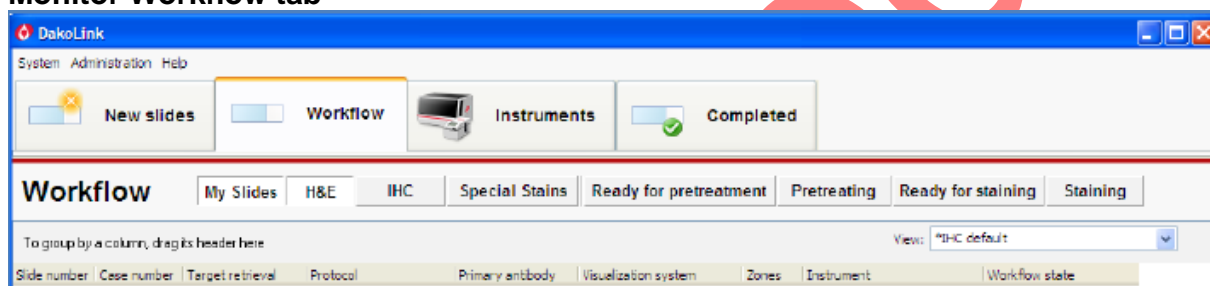 Monitor Workflow tab
DakoLink
System Administration Help
New slides Workflow Instruments Completed
Workflow My Slides H&E IHC Special Stains Ready for pretreatment Pretreating Ready for staining Staining
To group by a column, drag its header here View: *IHC default
Slide number Case number Target retrieval Protocol Primary antibody Visualization system Zones Instrument Workflow state